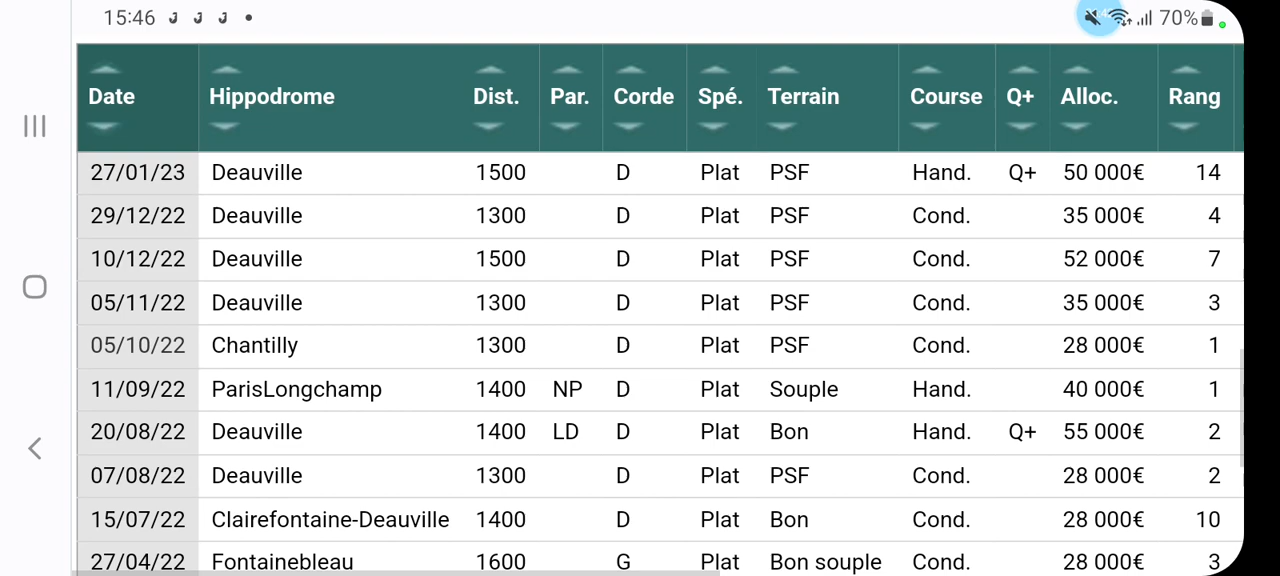 15:46 70%
Date Hippodrome Dist. Par. Corde Spé. Terrain Course Q+ Alloc. Rang
27/01/23 Deauville 1500 D Plat PSF Hand. Q+ 50 000€ 14
29/12/22 Deauville 1300 D Plat PSF Cond. 35 000€ 4
10/12/22 Deauville 1500 D Plat PSF Cond. 52 000€ 7
05/11/22 Deauville 1300 D Plat PSF Cond. 35 000€ 3
05/10/22 Chantilly 1300 D Plat PSF Cond. 28 000€ 1
11/09/22 ParisLongchamp 1400 NP D Plat Souple Hand. 40 000€ 1
20/08/22 Deauville 1400 LD D Plat Bon Hand. Q+ 55 000€ 2
07/08/22 Deauville 1300 D Plat PSF Cond. 28 000€ 2
15/07/22 Clairefontaine-Deauville 1400 D Plat Bon Cond. 28 000€ 10
27/04/22 Fontainebleau 1600 G Plat Bon souple Cond. 28 000€ 3